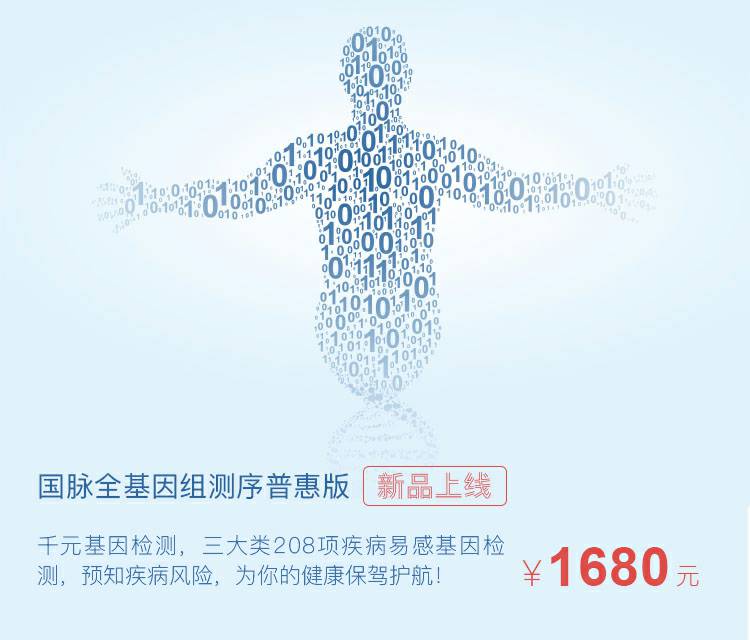 国脉全基因组测序普惠版 新品上线
千元基因检测，三大类208项疾病易感基因检
测，预知疾病风险，为你的健康保驾护航！
￥1680元